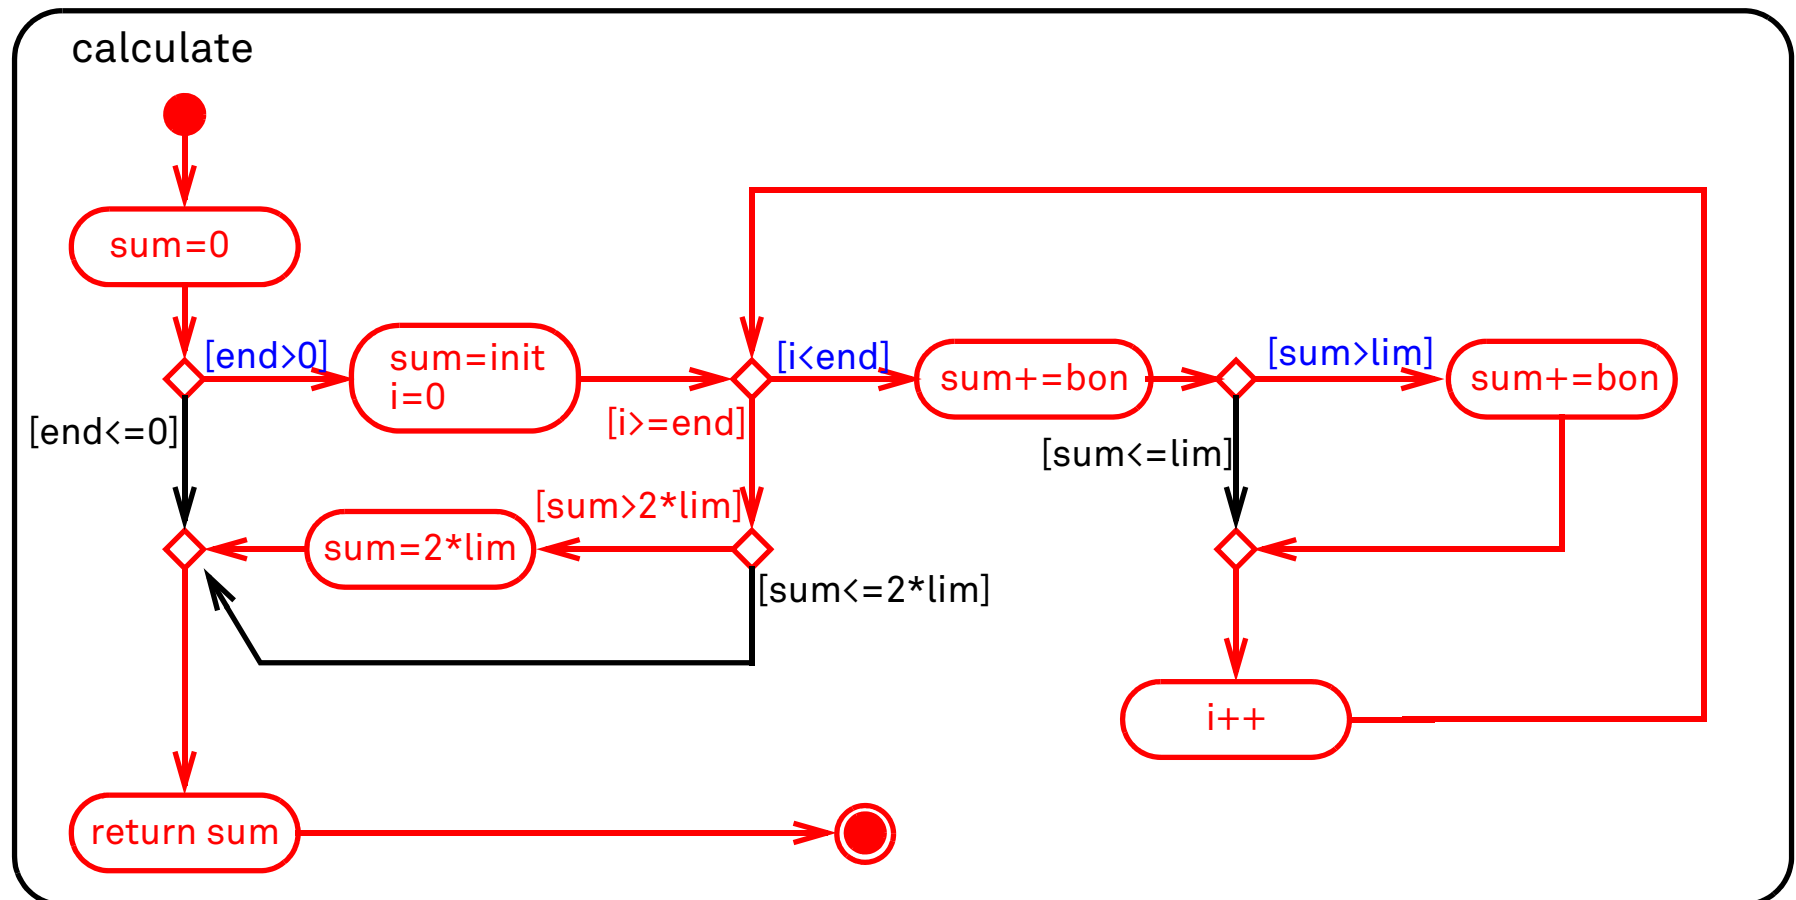 calculate
sum=0
[end>0]
sum=init
i=0
[i<end]
sum+=bon
[sum>lim]
sum+=bon
[end<=0]
[i>=end]
[sum<=lim]
[sum>2*lim]
sum=2*lim
[sum<=2*lim]
i++
return sum